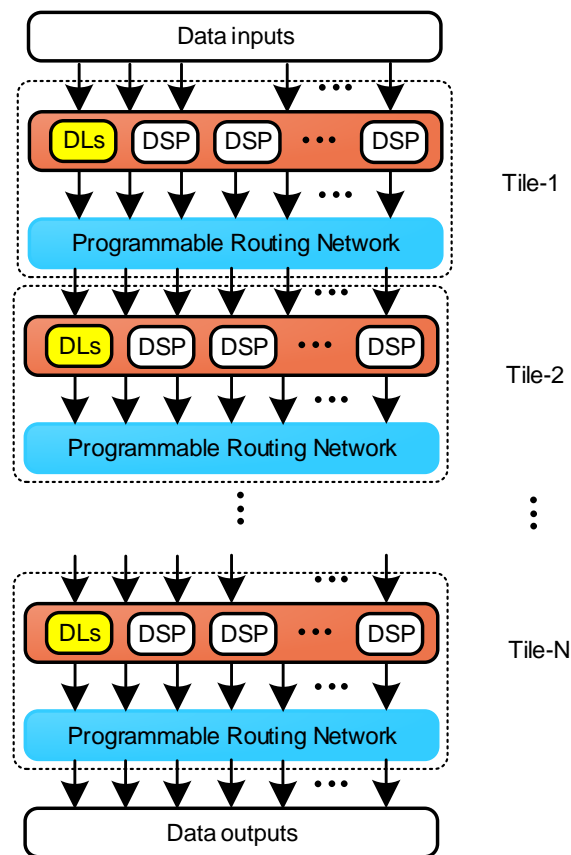 Data inputs
DLs DSP DSP ••• DSP
Tile-1
Programmable Routing Network
DLs DSP DSP ••• DSP
Tile-2
Programmable Routing Network
DLs DSP DSP ••• DSP
Tile-N
Programmable Routing Network
Data outputs